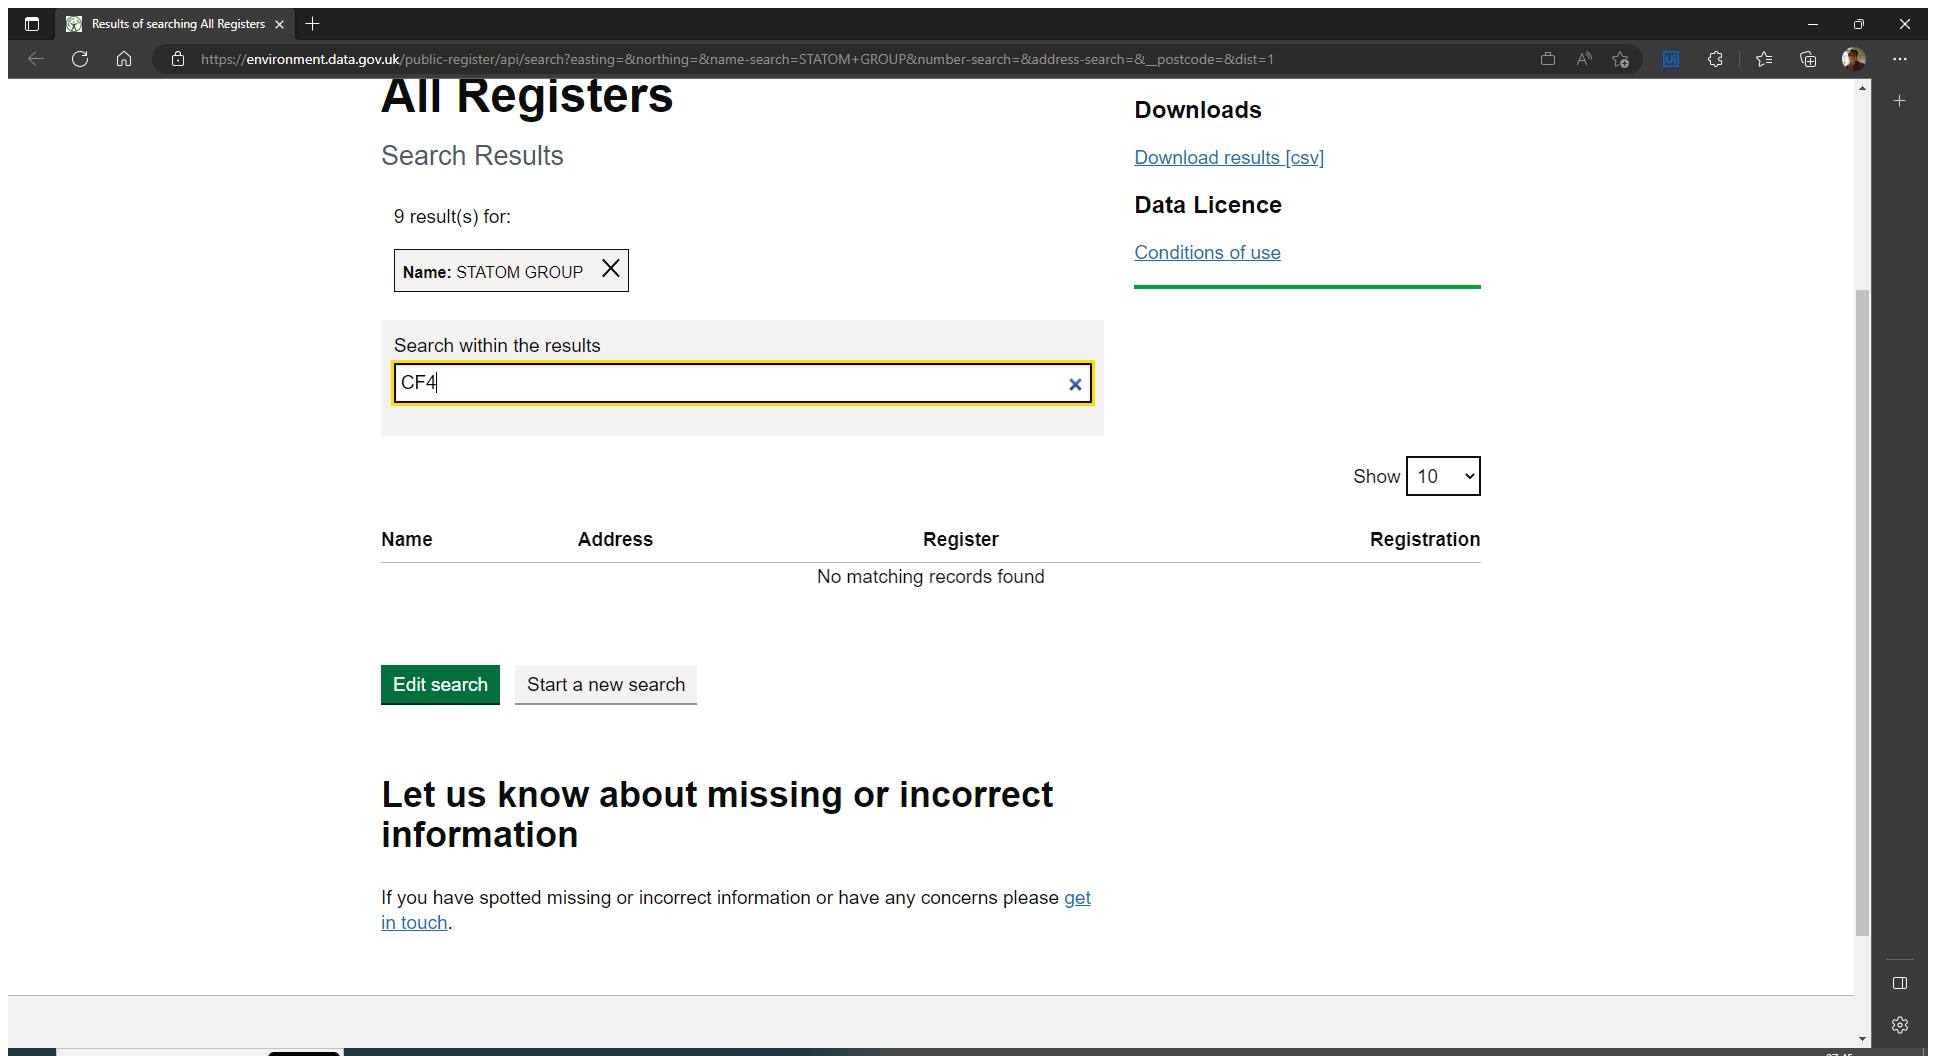 Results of searching All Registers
https://environment.data.gov.uk/public-register/api/search?easting=&northing=&name-search=STATOM+GROUP&number-search=&address-search=&__postcode=&dist=1
All Registers
Search Results
9 result(s) for:
Name: STATOM GROUP
Search within the results
CF4
Downloads
Download results [csv]
Data Licence
Conditions of use
Show 10
Name Address Register Registration
No matching records found
Edit search Start a new search
Let us know about missing or incorrect
information
If you have spotted missing or incorrect information or have any concerns please get
in touch.